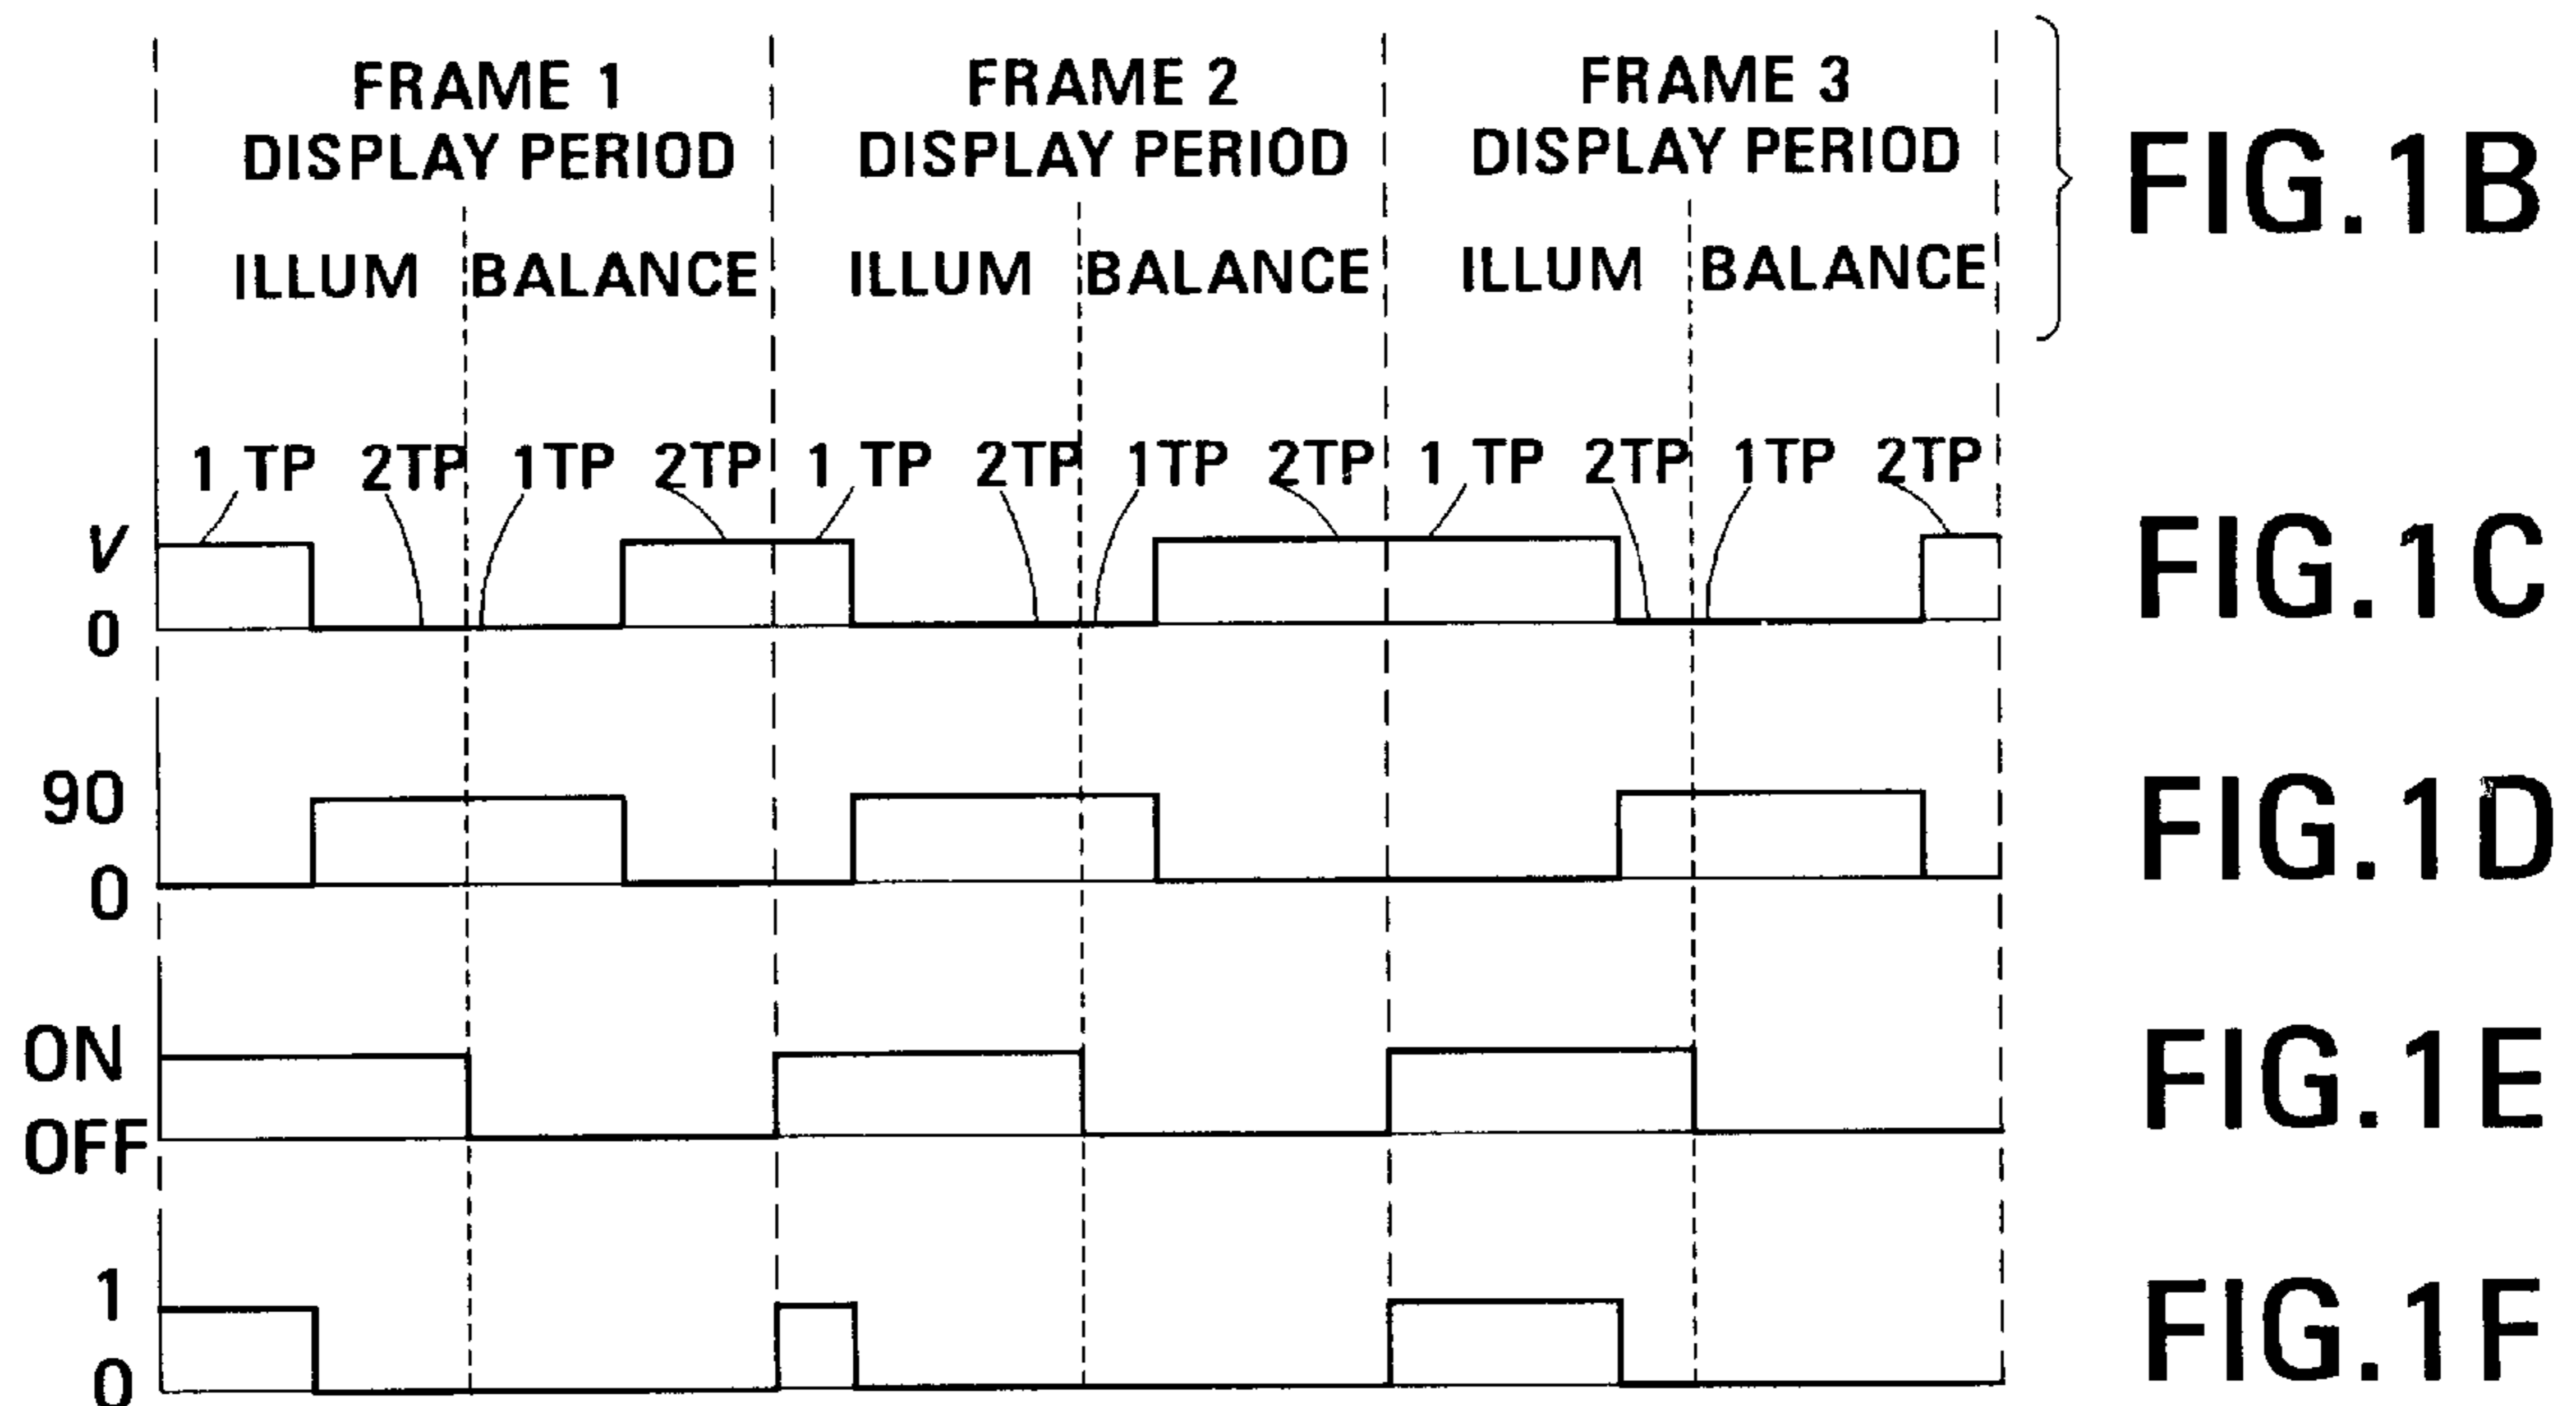 FRAME 1
DISPLAY PERIOD
FRAME 2
DISPLAY PERIOD
FRAME 3
DISPLAY PERIOD
FIG.1B
ILLUM BALANCE ILLUM BALANCE ILLUM BALANCE
1 TP 2TP 1TP 2TP 1 TP 2TP 1TP 2TP 1 TP 2TP 1TP 2TP
V
0
FIG.1C
90
0
FIG.1D
ON
OFF
FIG.1E
1
0
FIG.1F